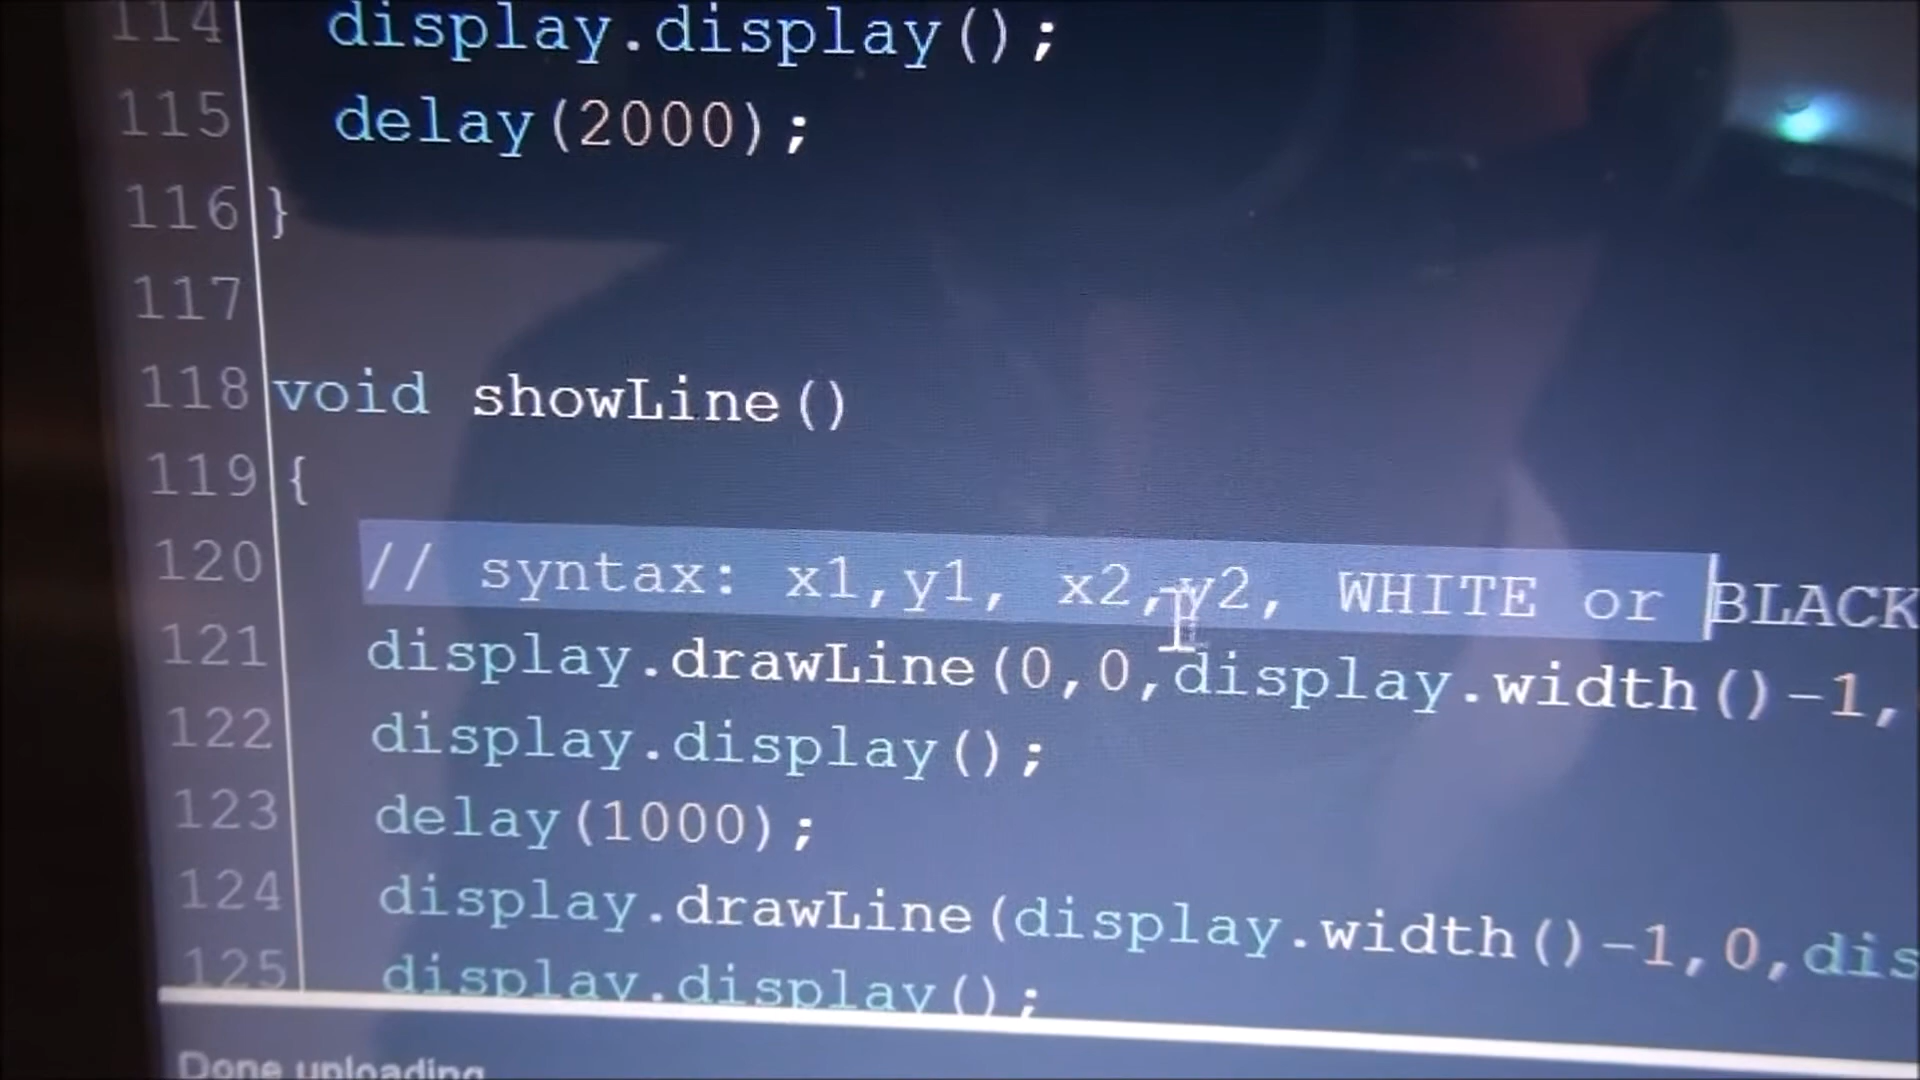 114 display.display();
115 delay(2000);
116 }
117
118 void showLine()
119 {
120 // syntax: x1,y1, x2,y2, WHITE or BLACK
121 display.drawLine(0,0,display.width()-1,
122 display.display();
123 delay(1000);
124 display.drawLine(display.width()-1,0,dis
125 display.display();
Done uploading